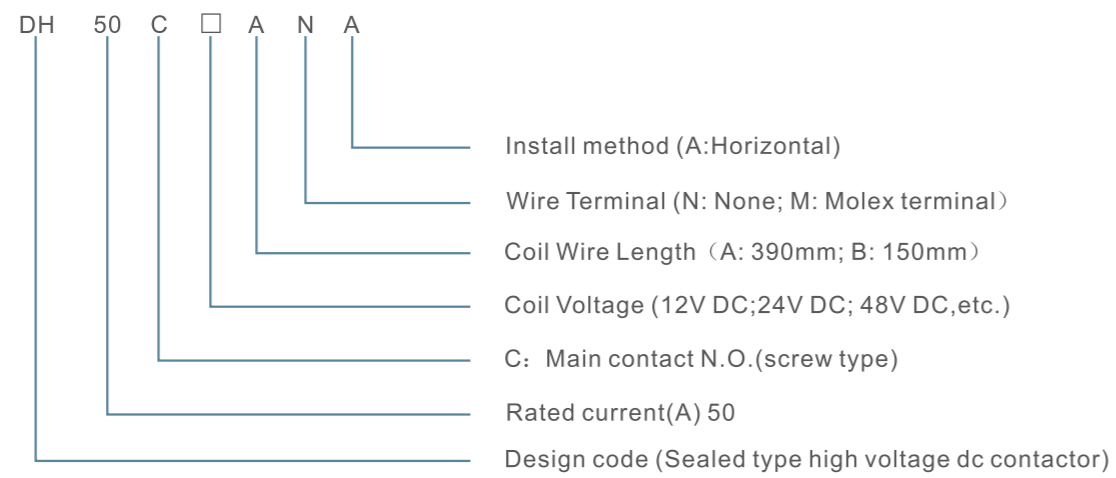 DH 50 C □ A N A
Install method (A:Horizontal)
Wire Terminal (N: None; M: Molex terminal）
Coil Wire Length（A: 390mm; B: 150mm）
Coil Voltage (12V DC;24V DC; 48V DC,etc.)
C：Main contact N.O.(screw type)
Rated current(A) 50
Design code (Sealed type high voltage dc contactor)